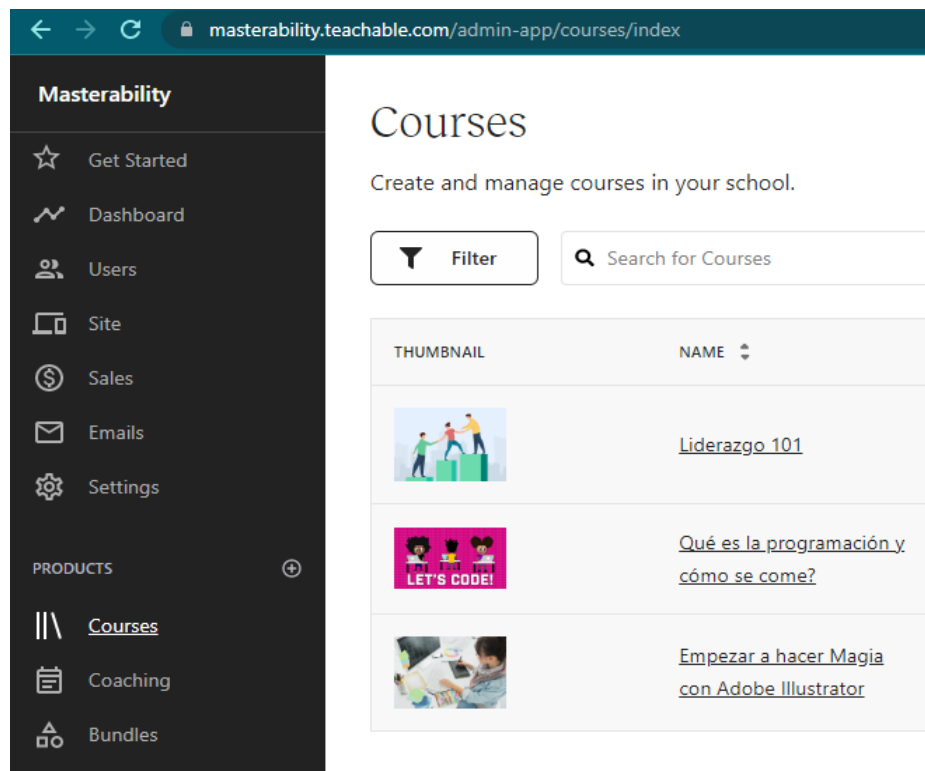 masterability.teachable.com/admin-app/courses/index
Masterability
Get Started
Dashboard
Users
Site
Sales
Emails
Settings
PRODUCTS
Courses
Coaching
Bundles
Courses
Create and manage courses in your school.
Filter
Search for Courses
THUMBNAIL
NAME
Liderazgo 101
LET'S CODE!
Qué es la programación y
cómo se come?
Empezar a hacer Magia
con Adobe Illustrator